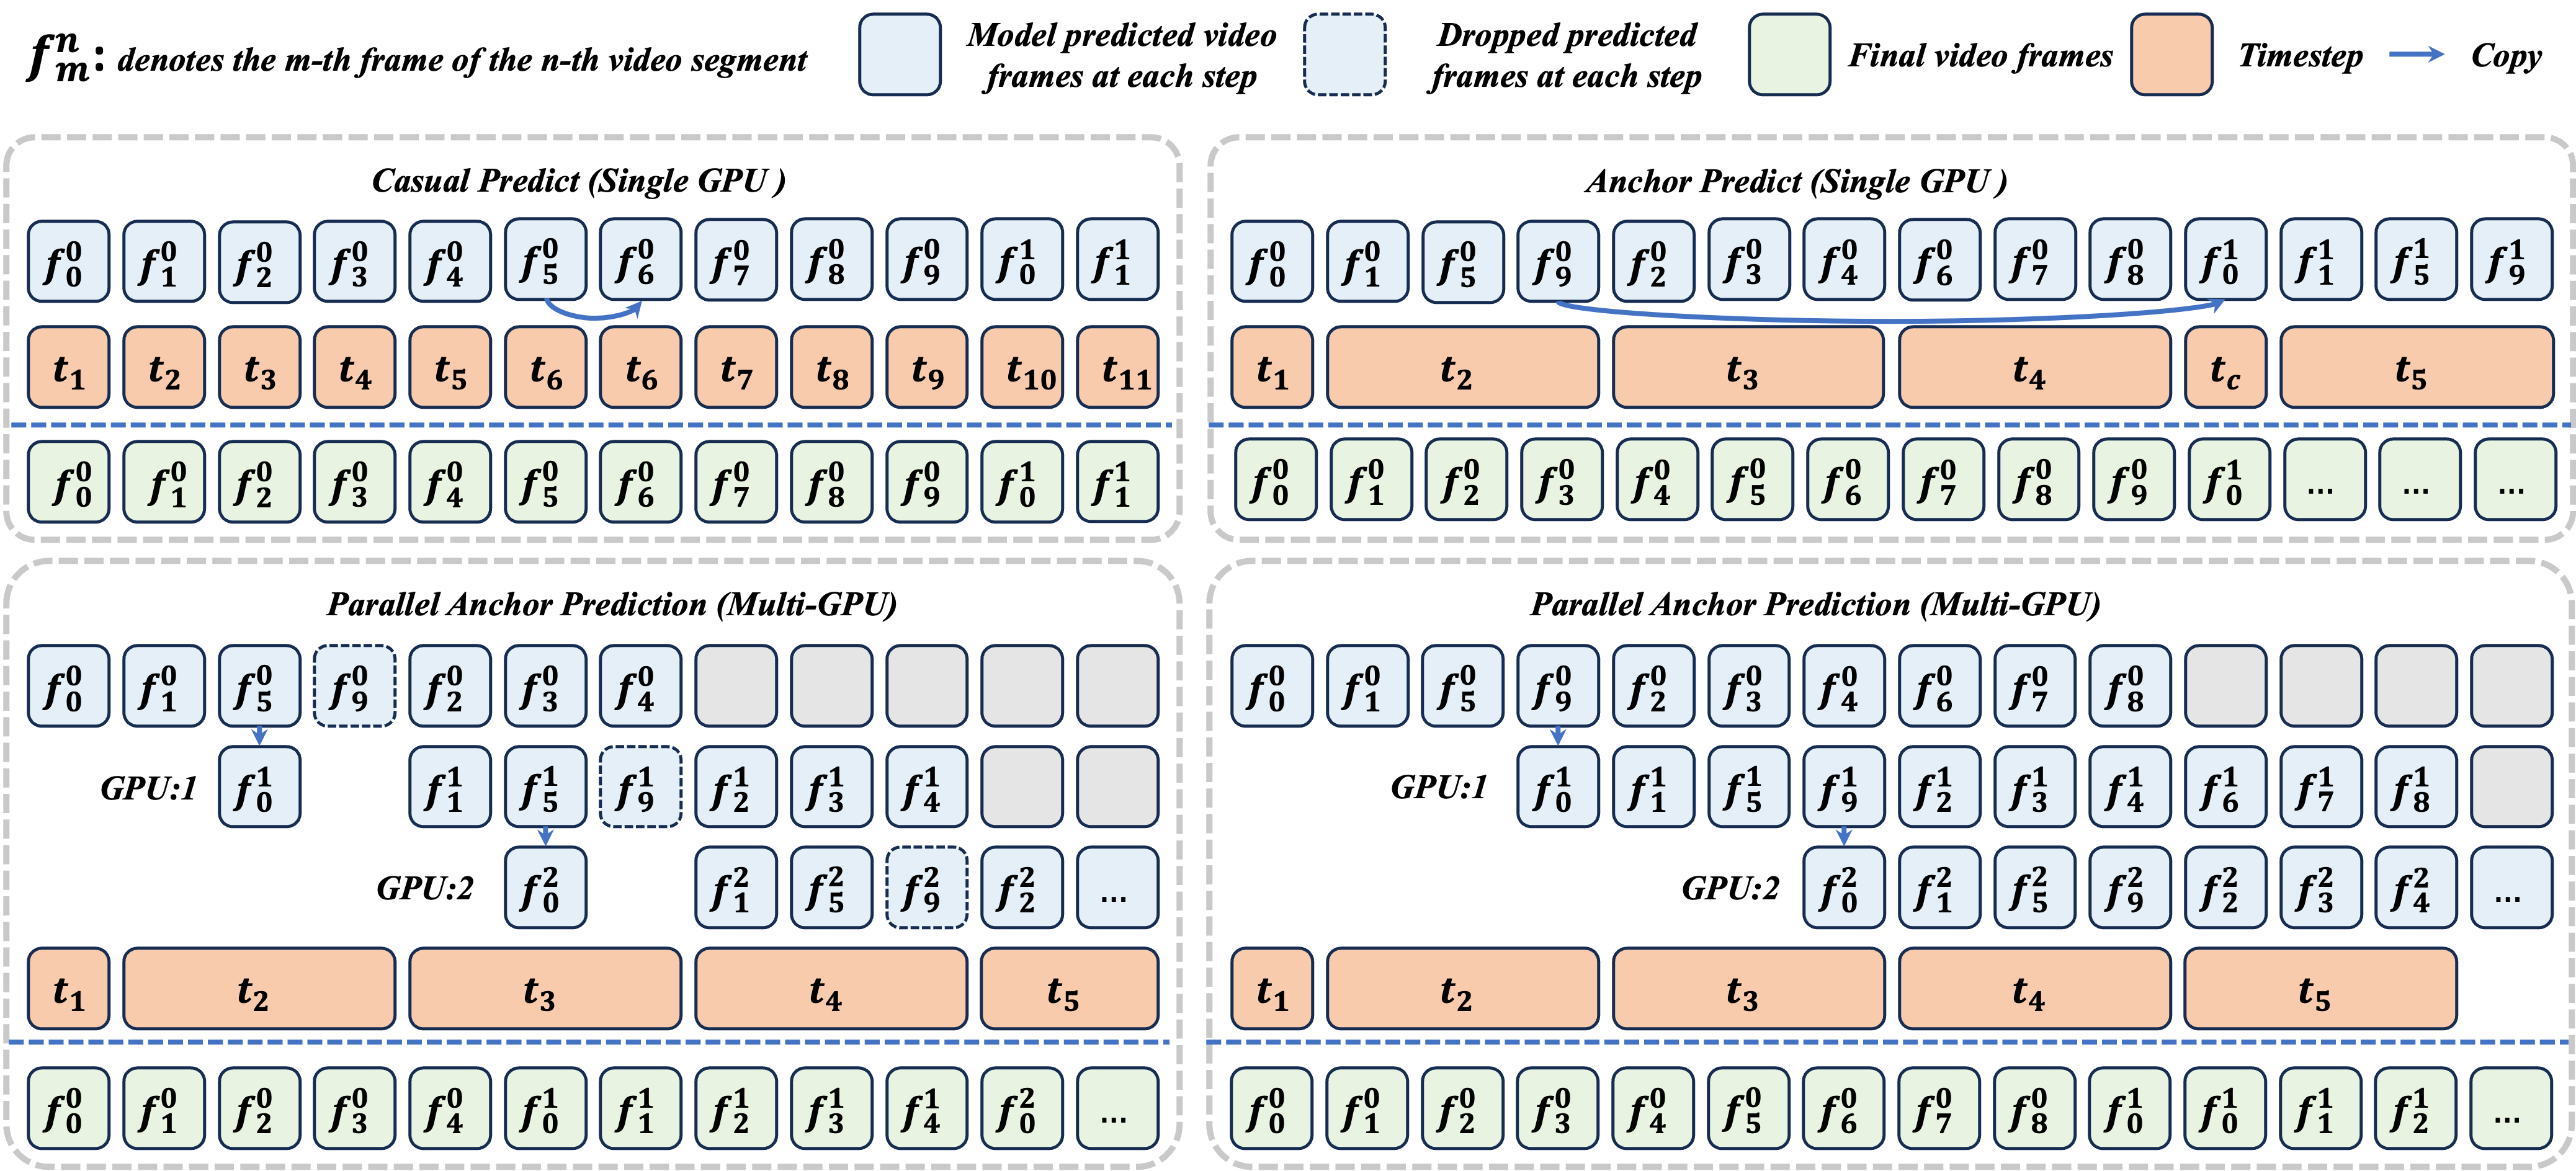 f_m^n: denotes the m-th frame of the n-th video segment
Model predicted video
frames at each step
Dropped predicted
frames at each step
Final video frames
Timestep
Copy
Casual Predict (Single GPU )
f_0^0 f_1^0 f_2^0 f_3^0 f_4^0 f_5^0 f_6^0 f_7^0 f_8^0 f_9^0 f_0^1 f_1^1
t_1 t_2 t_3 t_4 t_5 t_6 t_6 t_7 t_8 t_9 t_10 t_11
f_0^0 f_1^0 f_2^0 f_3^0 f_4^0 f_5^0 f_6^0 f_7^0 f_8^0 f_9^0 f_0^1 f_1^1
Anchor Predict (Single GPU )
f_0^0 f_1^0 f_5^0 f_9^0 f_2^0 f_3^0 f_4^0 f_6^0 f_7^0 f_8^0 f_0^1 f_1^1 f_5^1 f_9^1
t_1 t_2 t_3 t_4 t_c t_5
f_0^0 f_1^0 f_2^0 f_3^0 f_4^0 f_5^0 f_6^0 f_7^0 f_8^0 f_9^0 f_0^1 ... ... ...
Parallel Anchor Prediction (Multi-GPU)
f_0^0 f_1^0 f_5^0 f_9^0 f_2^0 f_3^0 f_4^0
GPU:1 f_0^1 f_1^1 f_5^1 f_9^1 f_2^1 f_3^1 f_4^1
GPU:2 f_0^2 f_1^2 f_5^2 f_9^2 f_2^2 ...
t_1 t_2 t_3 t_4 t_5
f_0^0 f_1^0 f_2^0 f_3^0 f_4^0 f_0^1 f_1^1 f_2^1 f_3^1 f_4^1 f_0^2 ...
Parallel Anchor Prediction (Multi-GPU)
f_0^0 f_1^0 f_5^0 f_9^0 f_2^0 f_3^0 f_4^0 f_6^0 f_7^0 f_8^0
GPU:1 f_0^1 f_1^1 f_5^1 f_9^1 f_2^1 f_3^1 f_4^1 f_6^1 f_7^1 f_8^1
GPU:2 f_0^2 f_1^2 f_5^2 f_9^2 f_2^2 f_3^2 f_4^2 ...
t_1 t_2 t_3 t_4 t_5
f_0^0 f_1^0 f_2^0 f_3^0 f_4^0 f_5^0 f_6^0 f_7^0 f_8^0 f_0^1 f_0^1 f_1^1 f_2^1 ...